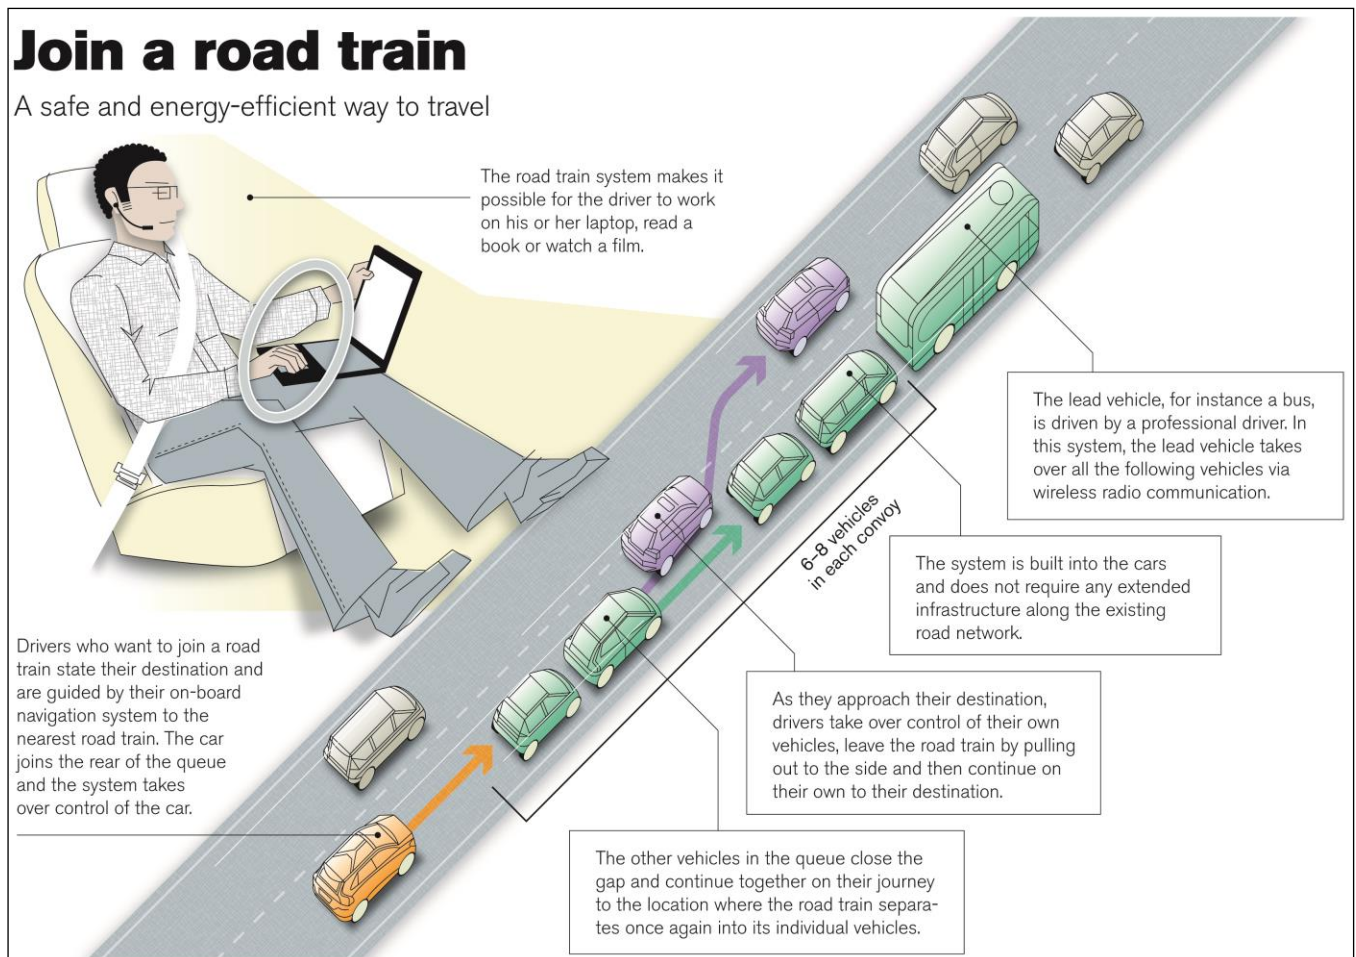 Join a road train
A safe and energy-efficient way to travel
The road train system makes it
possible for the driver to work
on his or her laptop, read a
book or watch a film.
The lead vehicle, for instance a bus,
is driven by a professional driver. In
this system, the lead vehicle takes
over all the following vehicles via
wireless radio communication.
6–8 vehicles
in each convoy
The system is built into the cars
and does not require any extended
infrastructure along the existing
road network.
Drivers who want to join a road
train state their destination and
are guided by their on-board
navigation system to the
nearest road train. The car
joins the rear of the queue
and the system takes
over control of the car.
As they approach their destination,
drivers take over control of their own
vehicles, leave the road train by pulling
out to the side and then continue on
their own to their destination.
The other vehicles in the queue close the
gap and continue together on their journey
to the location where the road train separa-
tes once again into its individual vehicles.